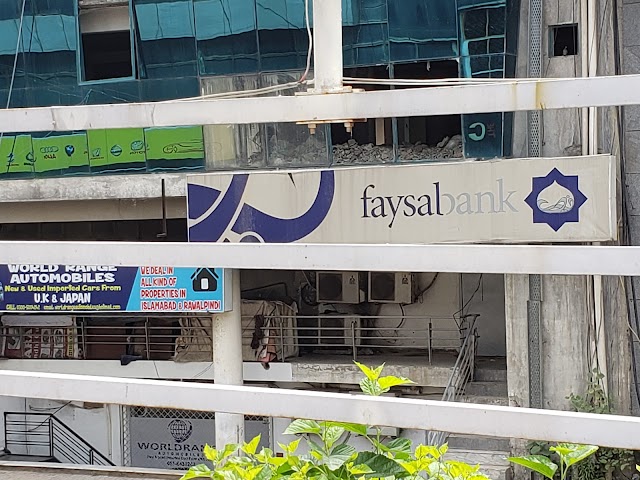 faysalbank
WORLD RANGE
AUTOMOBILES
New & Used Imported Cars From
U.K & JAPAN
WE DEAL IN
ALL KIND OF
PROPERTIES IN
ISLAMABAD & RAWALPINDI
WORLD RANGE
AUTOMOBILES